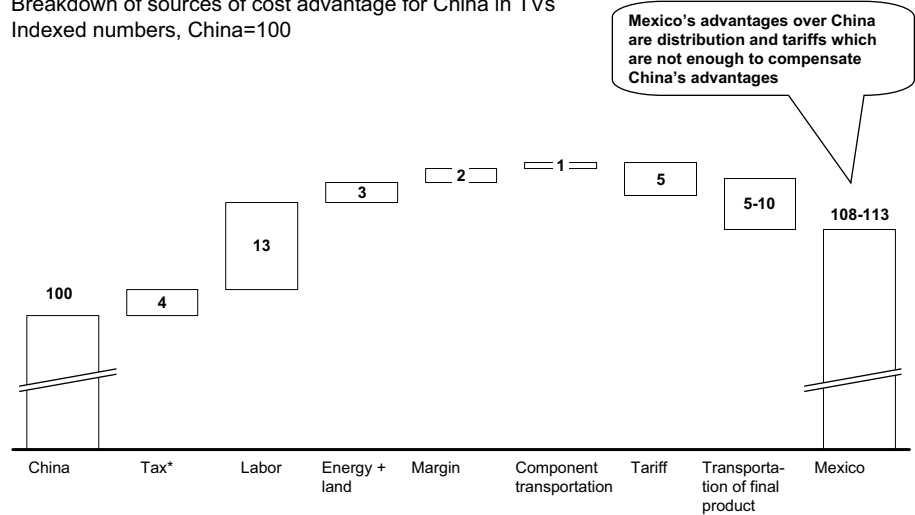 Breakdown of sources of cost advantage for China in TVs
Indexed numbers, China=100
Mexico’s advantages over China
are distribution and tariffs which
are not enough to compensate
China’s advantages
100
4
13
3
2
1
5
5-10
108-113
China
Tax*
Labor
Energy +
land
Margin
Component
transportation
Tariff
Transporta-
tion of final
product
Mexico